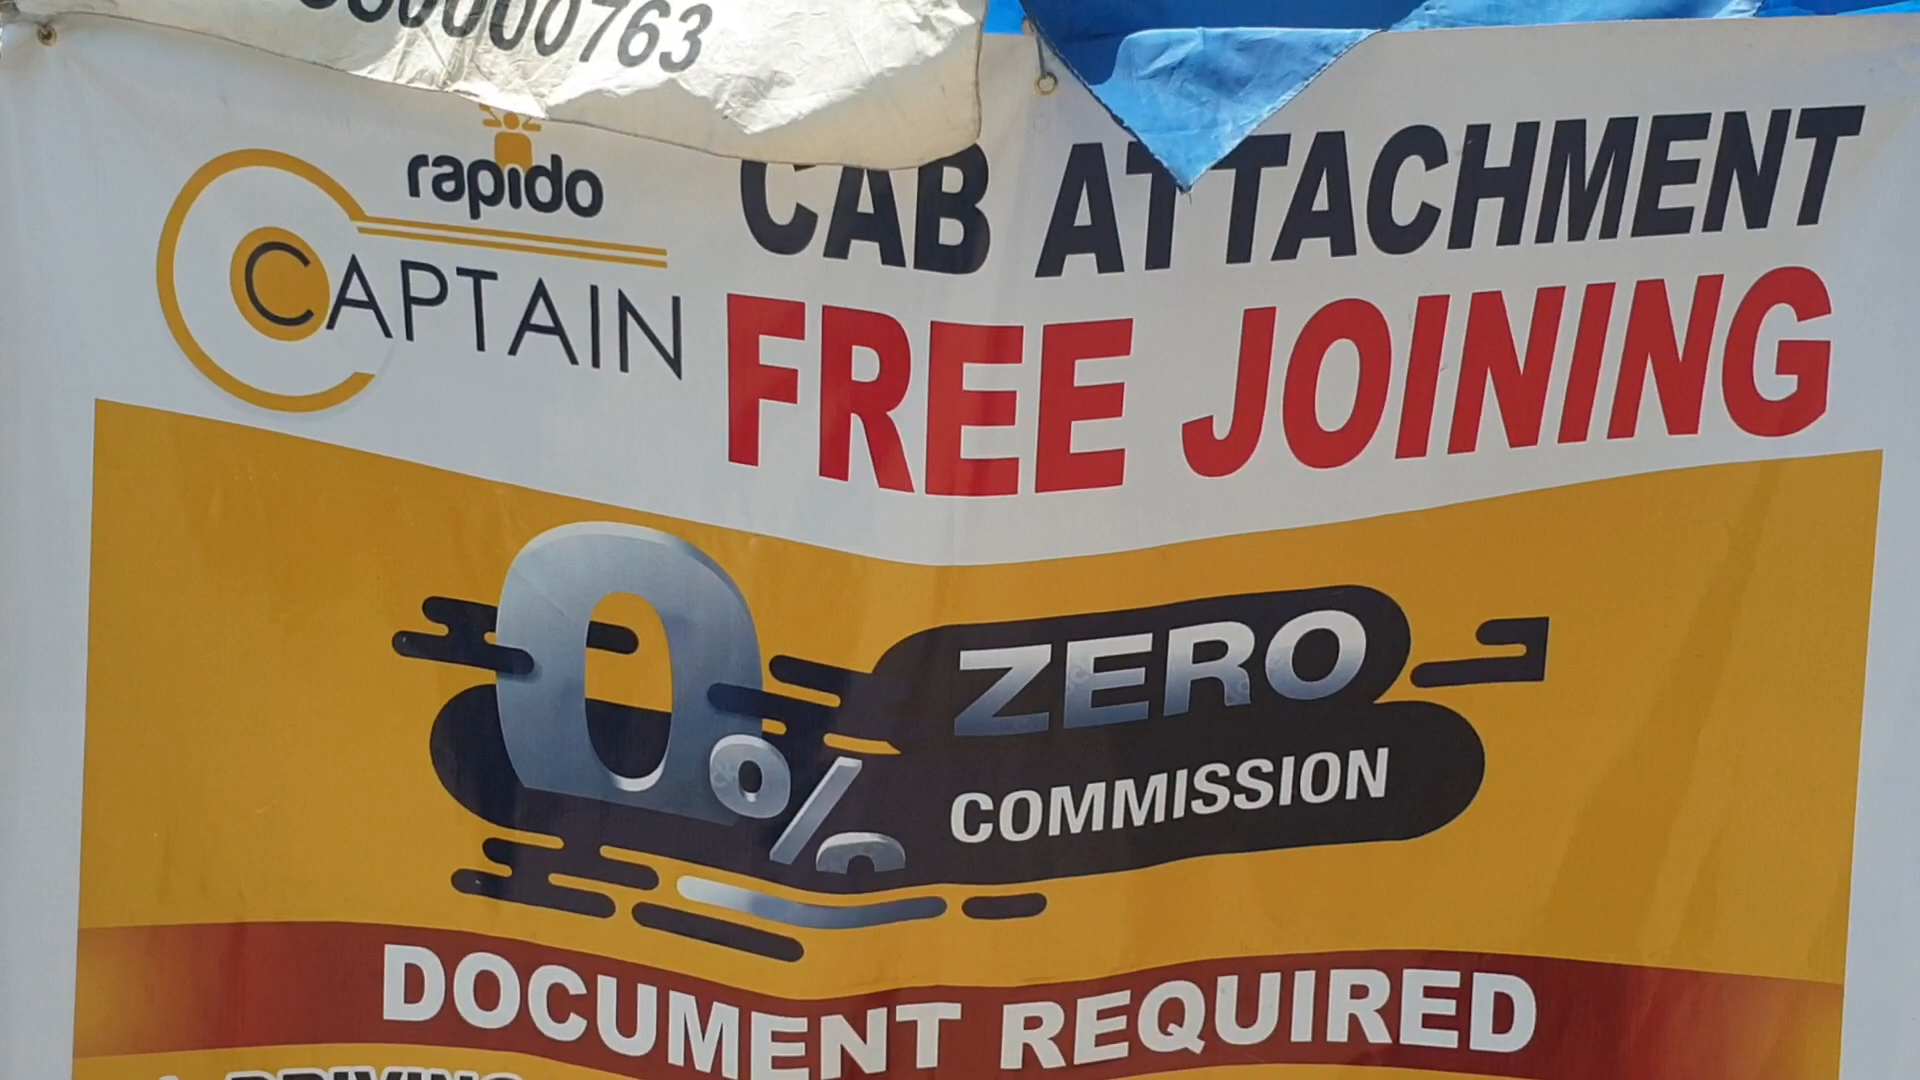 rapido
CAPTAIN
CAB ATTACHMENT
FREE JOINING
0%
ZERO
COMMISSION
DOCUMENT REQUIRED